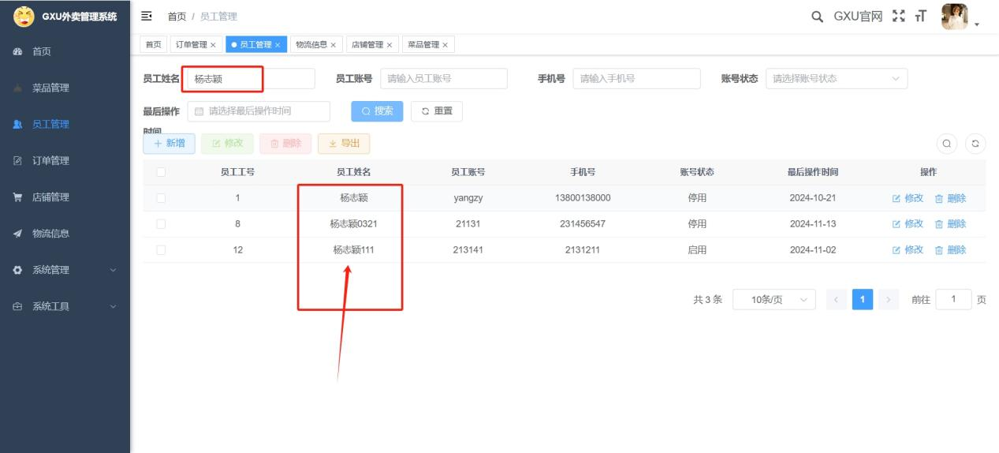 GXU外卖管理系统
首页 / 员工管理
GXU官网
首页
菜品管理
员工管理
订单管理
店铺管理
物流信息
系统管理
系统工具
首页 订单管理 × 员工管理 × 物流信息 × 店铺管理 × 菜品管理 ×
员工姓名 杨志颖 员工账号 请输入员工账号 手机号 请输入手机号 账号状态 请选择账号状态
最后操作时间 请选择最后操作时间 搜索 重置
新增 修改 删除 导出
员工工号 员工姓名 员工账号 手机号 账号状态 最后操作时间 操作
1 杨志颖 yangzy 13800138000 停用 2024-10-21 修改 删除
8 杨志颖0321 21131 231456547 停用 2024-11-13 修改 删除
12 杨志颖111 213141 2131211 启用 2024-11-02 修改 删除
共 3 条 10条/页 < 1 > 前往 1 页